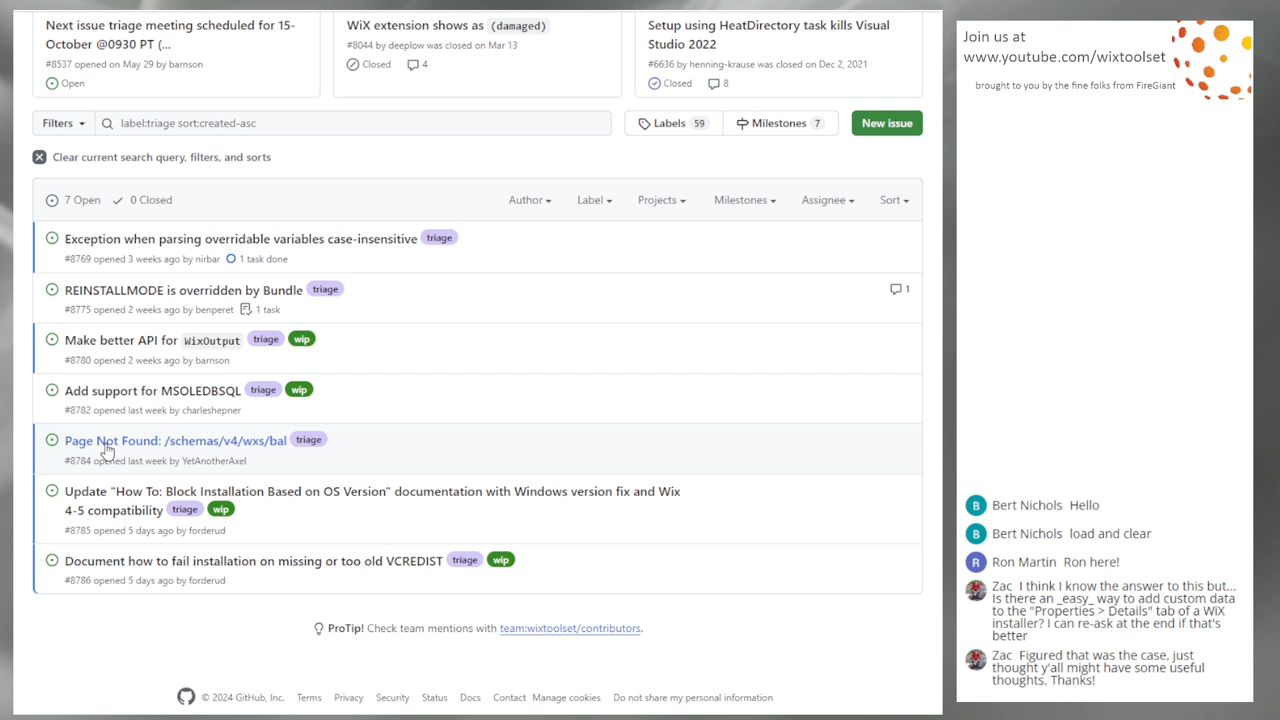 Next issue triage meeting scheduled for 15-
October @0930 PT (...
#8537 opened on May 29 by barnson
Open
WiX extension shows as (damaged)
#8044 by deeplow was closed on Mar 13
Closed 4
Setup using HeatDirectory task kills Visual
Studio 2022
#6636 by henning-krause was closed on Dec 2, 2021
Closed 8
Filters label:triage sort:created-asc Labels 59 Milestones 7 New issue
Clear current search query, filters, and sorts
7 Open 0 Closed Author Label Projects Milestones Assignee Sort
Exception when parsing overridable variables case-insensitive triage
#8769 opened 3 weeks ago by nirbar 1 task done
REINSTALLMODE is overridden by Bundle triage 1
#8775 opened 2 weeks ago by benperet 1 task
Make better API for WixOutput triage wip
#8780 opened 2 weeks ago by barnson
Add support for MSOLEDBSQL triage wip
#8782 opened last week by charleshepner
Page Not Found: /schemas/v4/wxs/bal triage
#8784 opened last week by YetAnotherAxel
Update "How To: Block Installation Based on OS Version" documentation with Windows version fix and Wix
4-5 compatibility triage wip
#8785 opened 5 days ago by forderud
Document how to fail installation on missing or too old VCREDIST triage wip
#8786 opened 5 days ago by forderud
ProTip! Check team mentions with team:wixtoolset/contributors.
© 2024 GitHub, Inc. Terms Privacy Security Status Docs Contact Manage cookies Do not share my personal information
Join us at
www.youtube.com/wixtoolset
brought to you by the fine folks from FireGiant
B Bert Nichols Hello
B Bert Nichols load and clear
R Ron Martin Ron here!
Zac I think I know the answer to this but...
Is there an _easy_ way to add custom data
to the "Properties > Details" tab of a WiX
installer? I can re-ask at the end if that's
better
Zac Figured that was the case, just
thought y'all might have some useful
thoughts. Thanks!